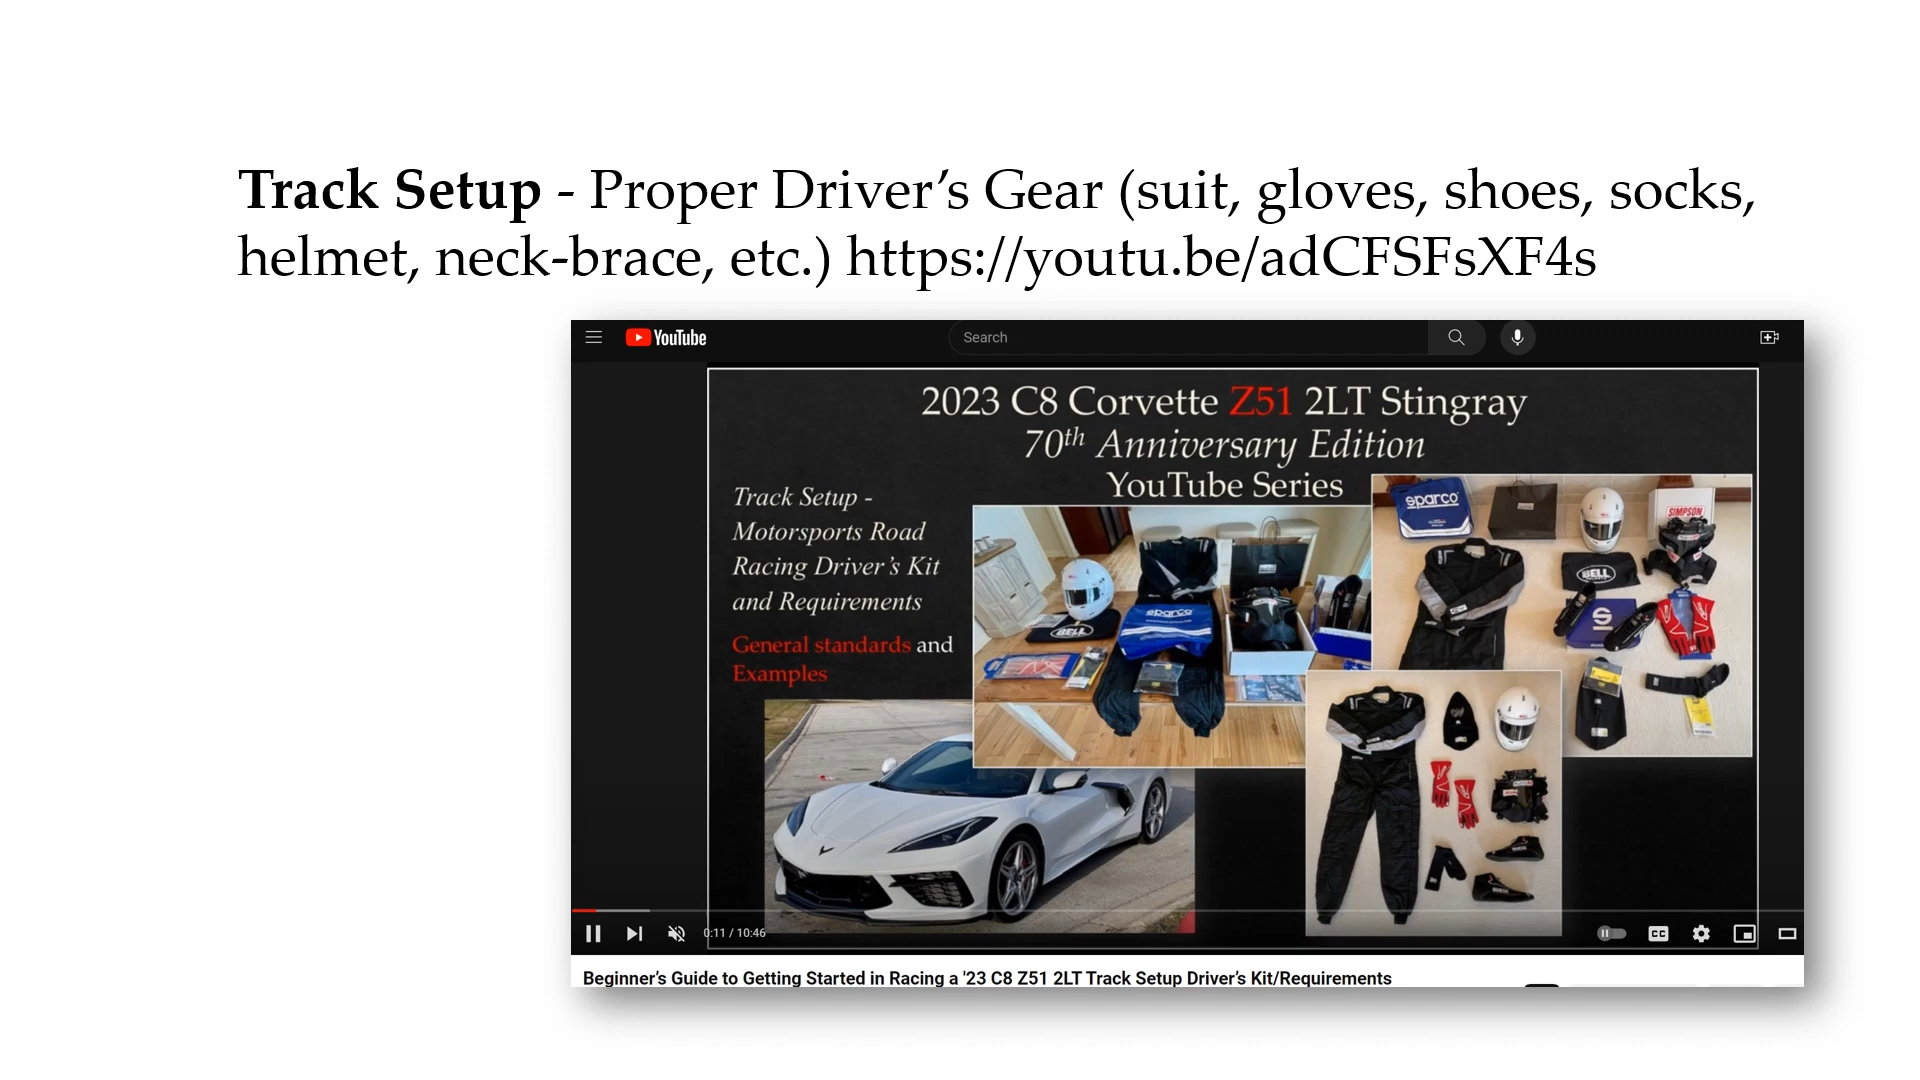 Track Setup - Proper Driver’s Gear (suit, gloves, shoes, socks,
helmet, neck-brace, etc.) https://youtu.be/adCFSFsXF4s
YouTube
Search
2023 C8 Corvette Z51 2LT Stingray
70th Anniversary Edition
YouTube Series
Track Setup -
Motorsports Road
Racing Driver’s Kit
and Requirements
General standards and
Examples
sparco
SIMPSON
BELL
sparco
BELL
0:11 / 10:46
CC
Beginner’s Guide to Getting Started in Racing a '23 C8 Z51 2LT Track Setup Driver’s Kit/Requirements